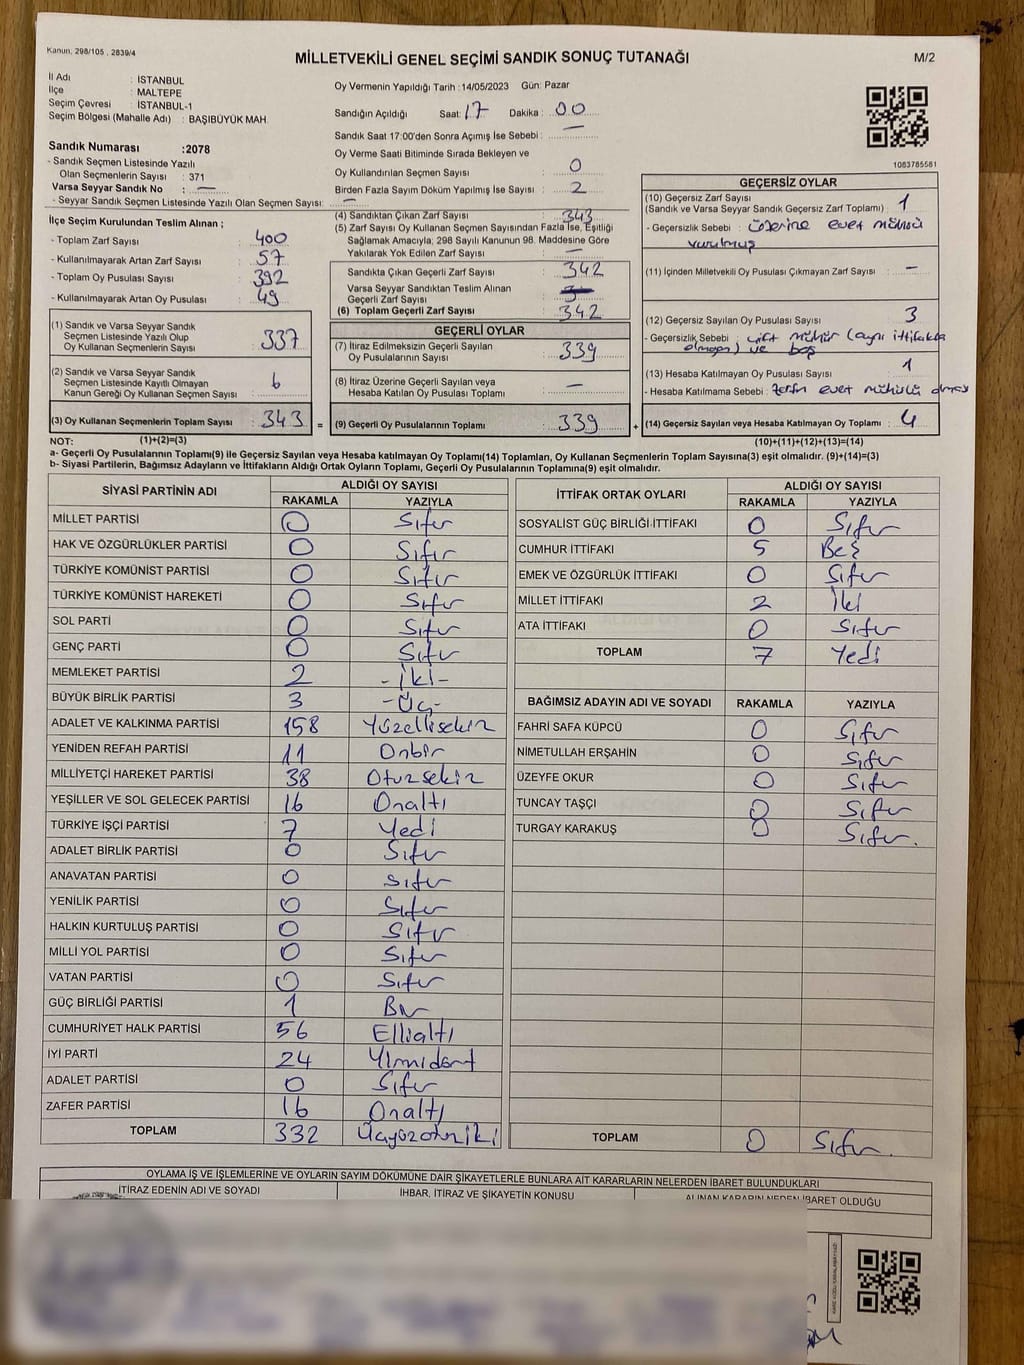 Kanun. 298/105 . 2839/4
MİLLETVEKİLİ GENEL SEÇİMİ SANDIK SONUÇ TUTANAĞI
M/2
İl Adı : İSTANBUL
İlçe : MALTEPE
Seçim Çevresi : İSTANBUL-1
Seçim Bölgesi (Mahalle Adı) : BAŞIBÜYÜK MAH.
Sandık Numarası :2078
- Sandık Seçmen Listesinde Yazılı
Olan Seçmenlerin Sayısı : 371
Varsa Seyyar Sandık No : —
- Seyyar Sandık Seçmen Listesinde Yazılı Olan Seçmen Sayısı : —
Oy Vermenin Yapıldığı Tarih :14/05/2023 Gün: Pazar
Sandığın Açıldığı Saat: 17 Dakika : 00
Sandık Saat 17:00'den Sonra Açımış İse Sebebi : —
Oy Verme Saati Bitiminde Sırada Bekleyen ve
Oy Kullandırılan Seçmen Sayısı : 0
Birden Fazla Sayım Döküm Yapılmış İse Sayısı : 2
1083785581
İlçe Seçim Kurulundan Teslim Alınan ;
- Toplam Zarf Sayısı : 400
- Kullanılmayarak Artan Zarf Sayısı : 57
- Toplam Oy Pusulası Sayısı : 392
- Kullanılmayarak Artan Oy Pusulası : 49
(1) Sandık ve Varsa Seyyar Sandık
Seçmen Listesinde Yazılı Olup
Oy Kullanan Seçmenlerin Sayısı : 337
(2) Sandık ve Varsa Seyyar Sandık
Seçmen Listesinde Kayıtlı Olmayan
Kanun Gereği Oy Kullanan Seçmen Sayısı : 6
(3) Oy Kullanan Seçmenlerin Toplam Sayısı : 343 =
(4) Sandıktan Çıkan Zarf Sayısı : 343
(5) Zarf Sayısı Oy Kullanan Seçmen Sayısından Fazla İse, Eşitliği
Sağlamak Amacıyla, 298 Sayılı Kanunun 98. Maddesine Göre
Yakılarak Yok Edilen Zarf Sayısı : —
Sandıkta Çıkan Geçerli Zarf Sayısı : 342
Varsa Seyyar Sandıktan Teslim Alınan
Geçerli Zarf Sayısı :
(6) Toplam Geçerli Zarf Sayısı : 342
GEÇERLİ OYLAR
(7) İtiraz Edilmeksizin Geçerli Sayılan
Oy Pusulalarının Sayısı : 339
(8) İtiraz Üzerine Geçerli Sayılan veya
Hesaba Katılan Oy Pusulası Toplamı : —
(9) Geçerli Oy Pusulalarının Toplamı : 339 +
GEÇERSİZ OYLAR
(10) Geçersiz Zarf Sayısı : 1
(Sandık ve Varsa Seyyar Sandık Geçersiz Zarf Toplamı)
- Geçersizlik Sebebi : üzerine evet mührü
vurulmuş
(11) İçinden Milletvekili Oy Pusulası Çıkmayan Zarf Sayısı : —
(12) Geçersiz Sayılan Oy Pusulası Sayısı : 3
- Geçersizlik Sebebi : çift mühür (aynı ittifakta
olmayan) ve boş
(13) Hesaba Katılmayan Oy Pusulası Sayısı : 1
- Hesaba Katılmama Sebebi : zarfın evet mühürlü
(14) Geçersiz Sayılan veya Hesaba Katılmayan Oy Toplamı : 4
NOT: (1)+(2)=(3) (10)+(11)+(12)+(13)=(14)
a- Geçerli Oy Pusulasının Toplamı(9) ile Geçersiz Sayılan veya Hesaba Katılmayan Oy Toplamı(14) Toplamları, Oy Kullanan Seçmenlerin Toplam Sayısına(3) eşit olmalıdır. (9)+(14)=(3)
b- Siyasi Partilerin, Bağımsız Adayların ve İttifakların Aldığı Ortak Oyların Toplamı, Geçerli Oy Pusulalarının Toplamına(9) eşit olmalıdır.
SİYASİ PARTİNİN ADI ALDIĞI OY SAYISI
RAKAMLA YAZIYLA
MİLLET PARTİSİ 0 Sıfır
HAK VE ÖZGÜRLÜKLER PARTİSİ 0 Sıfır
TÜRKİYE KOMÜNİST PARTİSİ 0 Sıfır
TÜRKİYE KOMÜNİST HAREKETİ 0 Sıfır
SOL PARTİ 0 Sıfır
GENÇ PARTİ 0 Sıfır
MEMLEKET PARTİSİ 2 -İki-
BÜYÜK BİRLİK PARTİSİ 3 -Üç-
ADALET VE KALKINMA PARTİSİ 158 Yüzellisekiz
YENİDEN REFAH PARTİSİ 11 Onbir
MİLLİYETÇİ HAREKET PARTİSİ 38 Otuzsekiz
YEŞİLLER VE SOL GELECEK PARTİSİ 16 Onaltı
TÜRKİYE İŞÇİ PARTİSİ 7 Yedi
ADALET BİRLİK PARTİSİ 0 Sıfır
ANAVATAN PARTİSİ 0 Sıfır
YENİLİK PARTİSİ 0 Sıfır
HALKIN KURTULUŞ PARTİSİ 0 Sıfır
MİLLİ YOL PARTİSİ 0 Sıfır
VATAN PARTİSİ 0 Sıfır
GÜÇ BİRLİĞİ PARTİSİ 1 Bir
CUMHURİYET HALK PARTİSİ 56 Ellialtı
İYİ PARTİ 24 Yirmidört
ADALET PARTİSİ 0 Sıfır
ZAFER PARTİSİ 16 Onaltı
TOPLAM 332 Üçyüzotuziki
İTTİFAK ORTAK OYLARI ALDIĞI OY SAYISI
RAKAMLA YAZIYLA
SOSYALİST GÜÇ BİRLİĞİ İTTİFAKI 0 Sıfır
CUMHUR İTTİFAKI 5 Beş
EMEK VE ÖZGÜRLÜK İTTİFAKI 0 Sıfır
MİLLET İTTİFAKI 2 İki
ATA İTTİFAKI 0 Sıfır
TOPLAM 7 Yedi
BAĞIMSIZ ADAYIN ADI VE SOYADI RAKAMLA YAZIYLA
FAHRİ SAFA KÜPCÜ 0 Sıfır
NİMETULLAH ERŞAHİN 0 Sıfır
ÜZEYFE OKUR 0 Sıfır
TUNCAY TAŞÇI 0 Sıfır
TURGAY KARAKUŞ 0 Sıfır.
TOPLAM 0 Sıfır.
OYLAMA İŞ VE İŞLEMLERİNE VE OYLARIN SAYIM DÖKÜMÜNE DAİR ŞİKAYETLERLE BUNLARA AİT KARARLARIN NELERDEN İBARET BULUNDUKLARI
İTİRAZ EDENİN ADI VE SOYADI İHBAR, İTİRAZ VE ŞİKAYETİN KONUSU ALINAN KARARIN NEDEN İBARET OLDUĞU